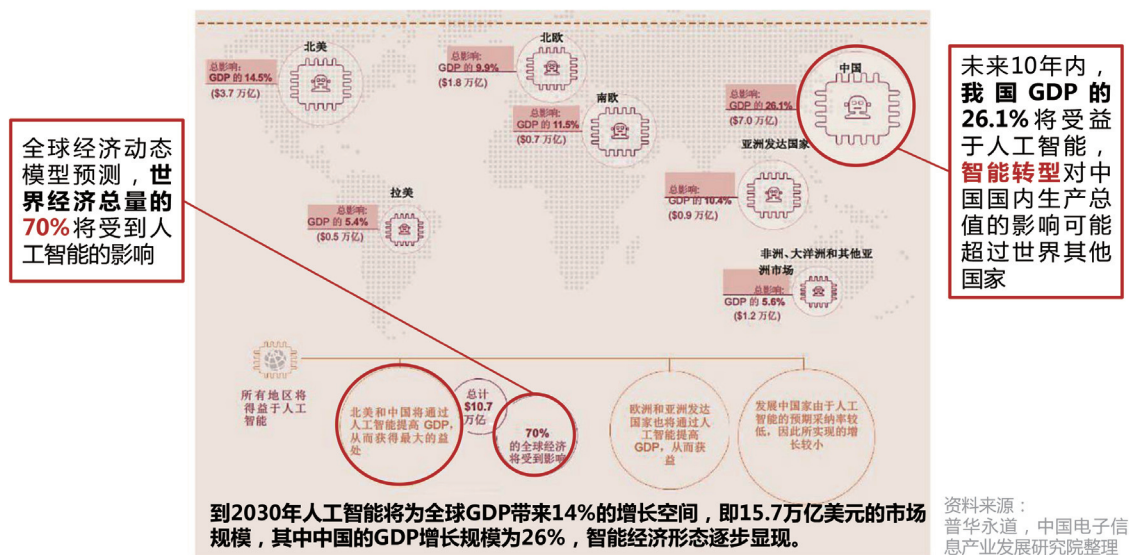 全球经济动态
模型预测，世
界经济总量的
70%将受到人
工智能的影响
北美
总影响:
GDP 的 14.5%
($3.7 万亿)
北欧
总影响:
GDP 的 9.9%
($1.8 万亿)
南欧
总影响:
GDP 的 11.5%
($0.7 万亿)
中国
总影响:
GDP 的 26.1%
($7.0 万亿)
亚洲发达国家
总影响:
GDP 的 10.4%
($0.9 万亿)
拉美
总影响:
GDP 的 5.4%
($0.5 万亿)
非洲、大洋洲和其他亚
洲市场
总影响:
GDP 的 5.6%
($1.2 万亿)
未来10年内，
我国GDP的
26.1%将受益
于人工智能，
智能转型对中
国国内生产总
值的影响可能
超过世界其他
国家
所有地区将
得益于人工
智能
北美和中国将通过
人工智能提高 GDP，
从而获得最大的益
处
总计
$10.7
万亿
70%
的全球经济
将受到影响
欧洲和亚洲发达
国家也将通过人
工智能提高
GDP，从而获
益
发展中国家由于人工
智能的预期采纳率较
低，因此所实现的增
长较小
到2030年人工智能将为全球GDP带来14%的增长空间，即15.7万亿美元的市场
规模，其中中国的GDP增长规模为26%，智能经济形态逐步显现。
资料来源：
普华永道，中国电子信
息产业发展研究院整理